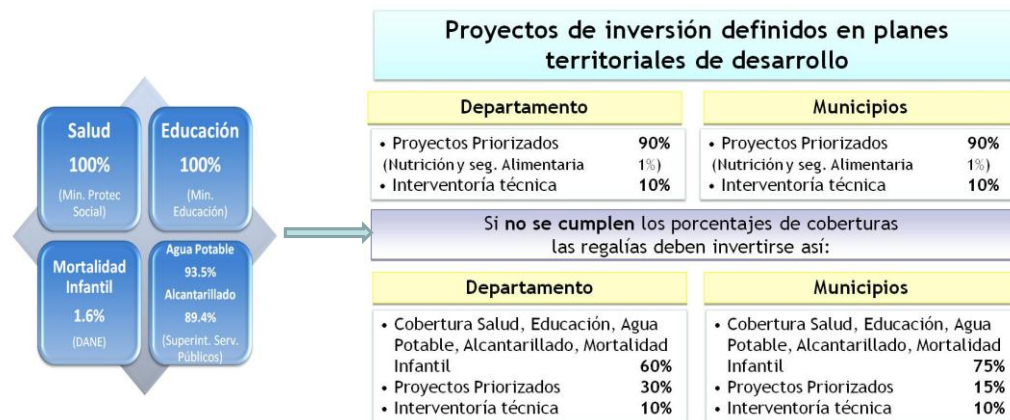 Proyectos de inversión definidos en planes
territoriales de desarrollo
Salud
100%
(Min. Protec
Social)
Educación
100%
(Min.
Educación)
Mortalidad
Infantil
1.6%
(DANE)
Agua Potable
93.5%
Alcantarillado
89.4%
(Superint. Serv.
Públicos)
Departamento
• Proyectos Priorizados 90%
(Nutrición y seg. Alimentaria 1%)
• Interventoría técnica 10%
Municipios
• Proyectos Priorizados 90%
(Nutrición y seg. Alimentaria 1%)
• Interventoría técnica 10%
Si no se cumplen los porcentajes de coberturas
las regalías deben invertirse así:
Departamento
• Cobertura Salud, Educación, Agua
Potable, Alcantarillado, Mortalidad
Infantil 60%
• Proyectos Priorizados 30%
• Interventoría técnica 10%
Municipios
• Cobertura Salud, Educación, Agua
Potable, Alcantarillado, Mortalidad
Infantil 75%
• Proyectos Priorizados 15%
• Interventoría técnica 10%